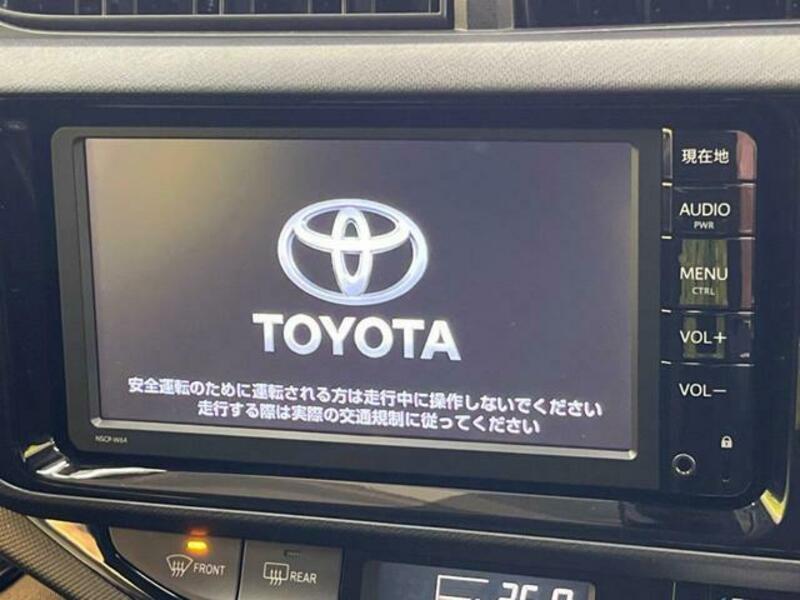 現在地
AUDIO
PWR
MENU
CTRL
VOL+
VOL−
TOYOTA
安全運転のために運転される方は走行中に操作しないでください
走行する際は実際の交通規制に従ってください
NSCP-W64
FRONT
REAR